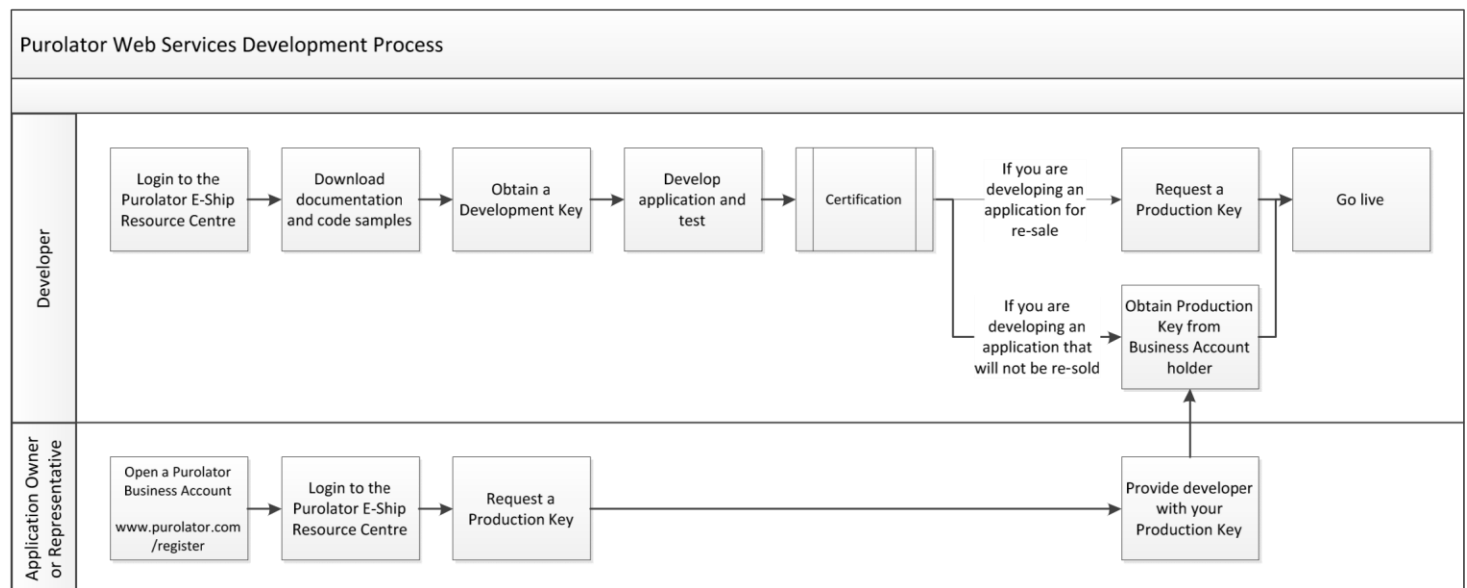 Purolator Web Services Development Process
Developer
Login to the
Purolator E-Ship
Resource Centre
Download
documentation
and code samples
Obtain a
Development Key
Develop
application and
test
Certification
If you are
developing an
application for
re-sale
Request a
Production Key
Go live
If you are
developing an
application that
will not be re-sold
Obtain Production
Key from
Business Account
holder
Application Owner
or Representative
Open a Purolator
Business Account
www.purolator.com
/register
Login to the
Purolator E-Ship
Resource Centre
Request a
Production Key
Provide developer
with your
Production Key